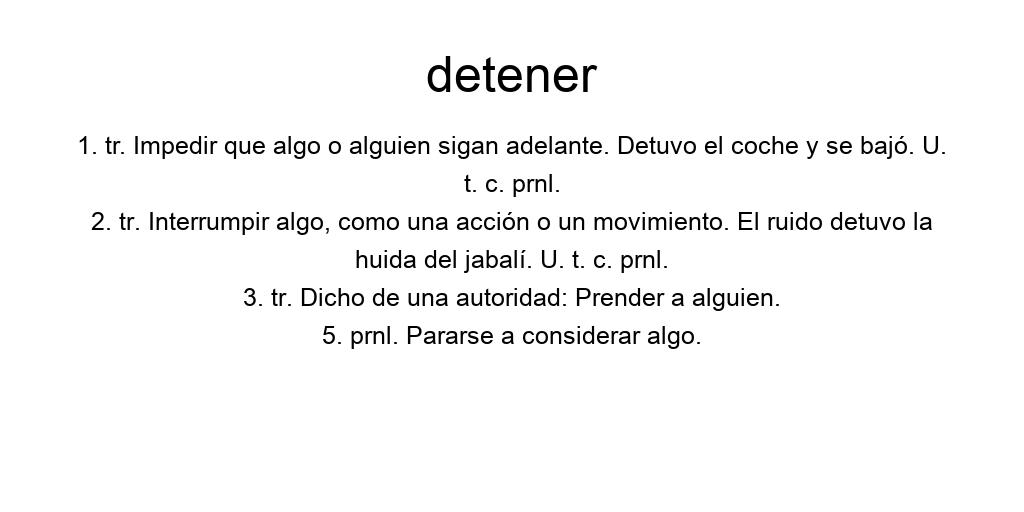 detener
1. tr. Impedir que algo o alguien sigan adelante. Detuvo el coche y se bajó. U.
t. c. prnl.
2. tr. Interrumpir algo, como una acción o un movimiento. El ruido detuvo la
huida del jabalí. U. t. c. prnl.
3. tr. Dicho de una autoridad: Prender a alguien.
5. prnl. Pararse a considerar algo.